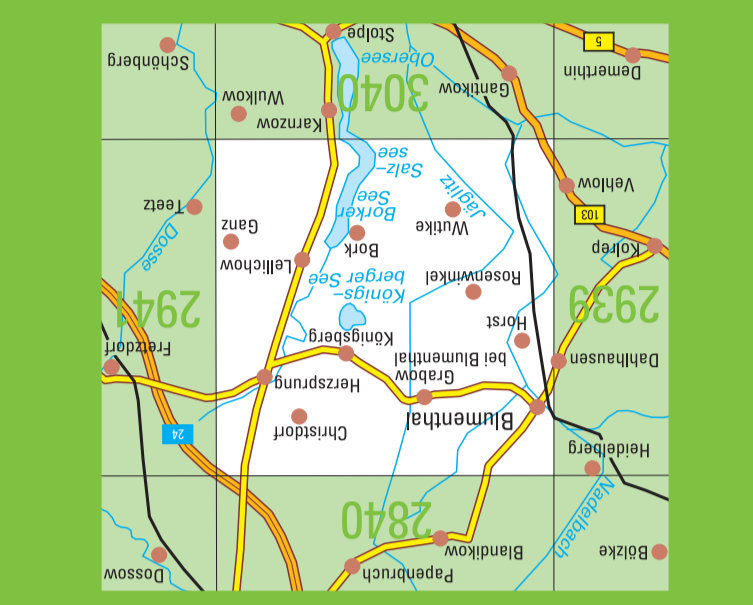 Dossow
Papenbruch
Blandikow
Bölzke
2840
Nadelbach
Heidelberg
24
Christdorf
Blumenthal
Herzsprung
Grabow
bei Blumenthal
Dahlhausen
Fretzdorf
Königsberg
Horst
2941
2939
Königs-
berger See
Rosenwinkel
Lellichow
Bork
Kolrep
Dosse
Ganz
Wutike
103
Teetz
Borker
See
Jäglitz
Vehlow
Salz-
see
Karnzow
Wulkow
3040
Gantikow
Demerthin
Schönberg
Obersee
Stolpe
5